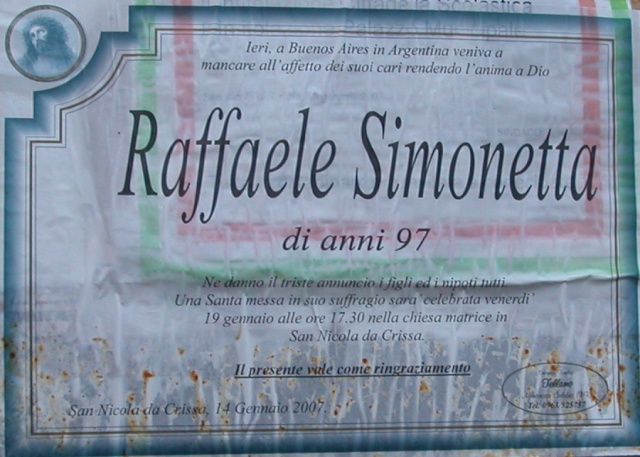 Ieri, a Buenos Aires in Argentina veniva a
mancare all'affetto dei suoi cari rendendo l'anima a Dio
Raffaele Simonetta
di anni 97
Ne danno il triste annuncio i figli ed i nipoti tutti.
Una Santa messa in suo suffragio sara' celebrata venerdi'
19 gennaio alle ore 17.30 nella chiesa matrice in
San Nicola da Crissa.
Il presente vale come ringraziamento
San Nicola da Crissa, 14 Gennaio 2007.